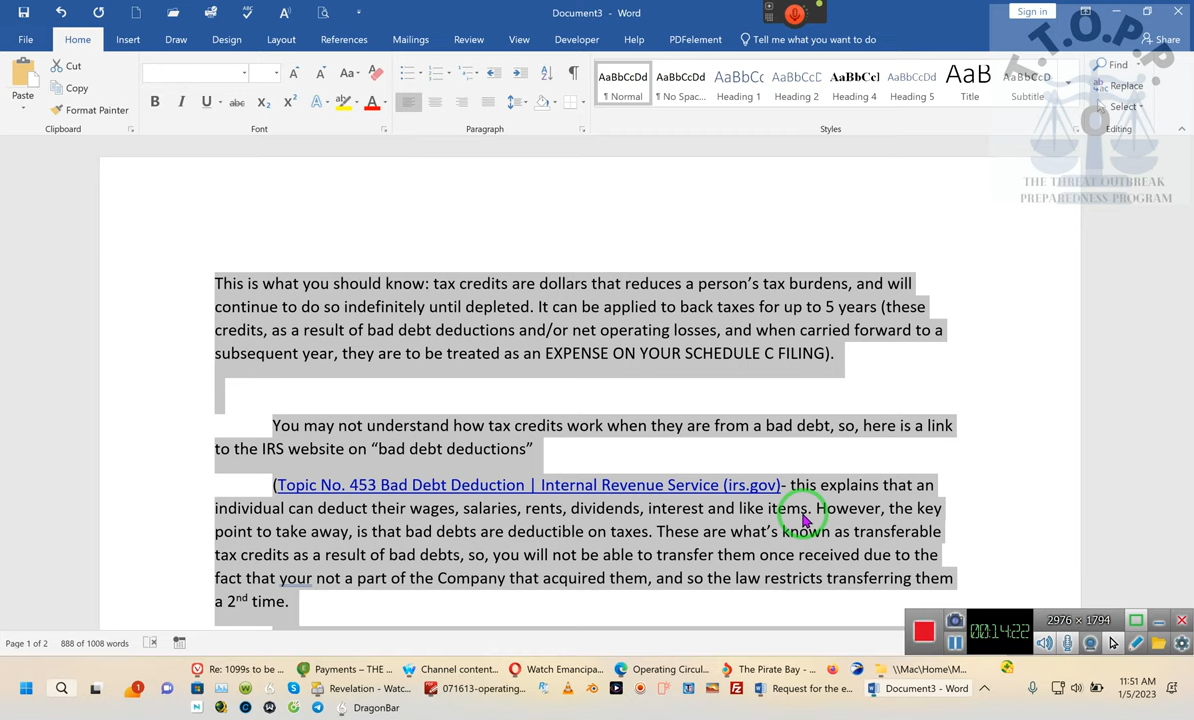 Document3 - Word
Sign in
File Home Insert Draw Design Layout References Mailings Review View Developer Help PDFelement Tell me what you want to do Share
T.T.O.P.P.
Paste
Cut
Copy
Format Painter
Clipboard
Font
Paragraph
AaBbCcDd AaBbCcDd AaBbCc AaBbCcDd AaBbCcI AaBbCcDd AaB AaBbCcDd
¶ Normal ¶ No Spac... Heading 1 Heading 2 Heading 4 Heading 5 Title Subtitle
Styles
Find
Replace
Select
Editing
THE THREAT OUTBREAK
PREPAREDNESS PROGRAM
This is what you should know: tax credits are dollars that reduces a person's tax burdens, and will
continue to do so indefinitely until depleted. It can be applied to back taxes for up to 5 years (these
credits, as a result of bad debt deductions and/or net operating losses, and when carried forward to a
subsequent year, they are to be treated as an EXPENSE ON YOUR SCHEDULE C FILING).
You may not understand how tax credits work when they are from a bad debt, so, here is a link
to the IRS website on “bad debt deductions”
(Topic No. 453 Bad Debt Deduction | Internal Revenue Service (irs.gov)- this explains that an
individual can deduct their wages, salaries, rents, dividends, interest and like items. However, the key
point to take away, is that bad debts are deductible on taxes. These are what's known as transferable
tax credits as a result of bad debts, so, you will not be able to transfer them once received due to the
fact that your not a part of the Company that acquired them, and so the law restricts transferring them
a 2nd time.
00:14:22
2976 × 1794
Page 1 of 2 888 of 1008 words
Re: 1099s to be ... Payments – THE ... Channel content... Watch Emancipa... Operating Circul... The Pirate Bay - ... \\Mac\Home\M...
Revelation - Watc... 071613-operating... Request for the e... Document3 - Word
DragonBar
11:51 AM
1/5/2023